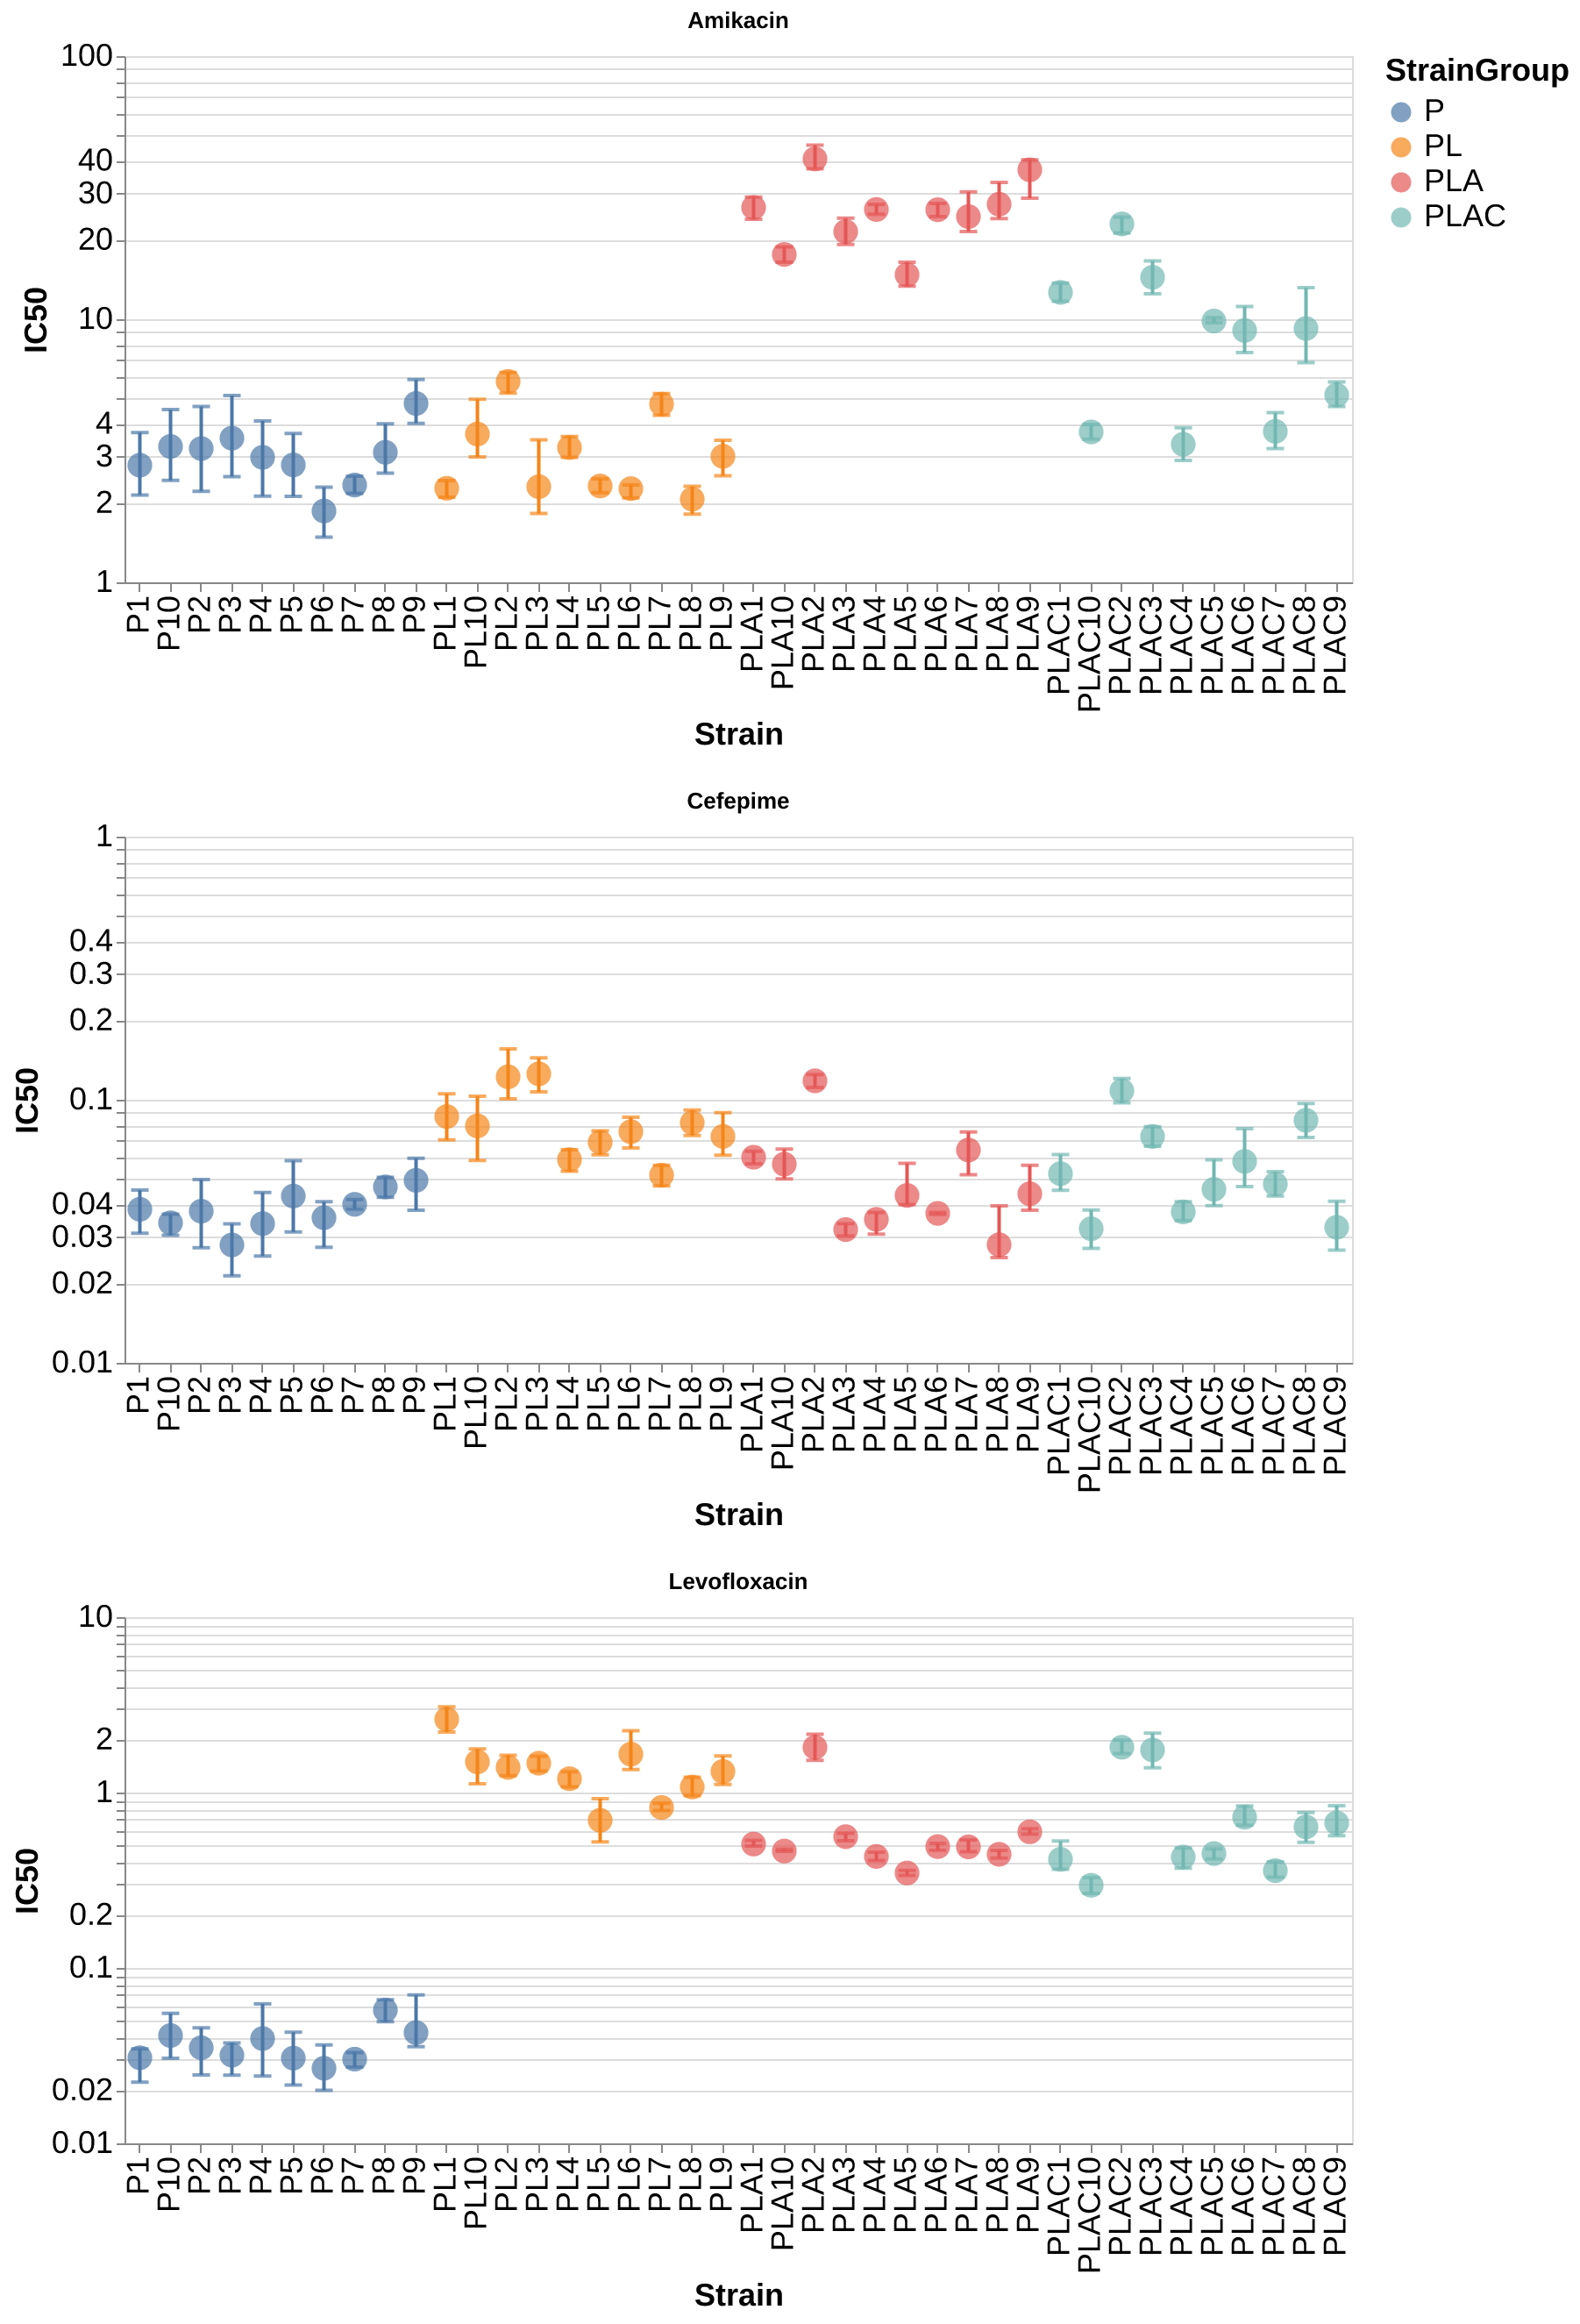 Amikacin
StrainGroup
P
PL
PLA
PLAC
IC50
100
40
30
20
10
4
3
2
1
P1 P10 P2 P3 P4 P5 P6 P7 P8 P9 PL1 PL10 PL2 PL3 PL4 PL5 PL6 PL7 PL8 PL9 PLA1 PLA10 PLA2 PLA3 PLA4 PLA5 PLA6 PLA7 PLA8 PLA9 PLAC1 PLAC10 PLAC2 PLAC3 PLAC4 PLAC5 PLAC6 PLAC7 PLAC8 PLAC9
Strain
Cefepime
IC50
1
0.4
0.3
0.2
0.1
0.04
0.03
0.02
0.01
P1 P10 P2 P3 P4 P5 P6 P7 P8 P9 PL1 PL10 PL2 PL3 PL4 PL5 PL6 PL7 PL8 PL9 PLA1 PLA10 PLA2 PLA3 PLA4 PLA5 PLA6 PLA7 PLA8 PLA9 PLAC1 PLAC10 PLAC2 PLAC3 PLAC4 PLAC5 PLAC6 PLAC7 PLAC8 PLAC9
Strain
Levofloxacin
IC50
10
2
1
0.2
0.1
0.02
0.01
P1 P10 P2 P3 P4 P5 P6 P7 P8 P9 PL1 PL10 PL2 PL3 PL4 PL5 PL6 PL7 PL8 PL9 PLA1 PLA10 PLA2 PLA3 PLA4 PLA5 PLA6 PLA7 PLA8 PLA9 PLAC1 PLAC10 PLAC2 PLAC3 PLAC4 PLAC5 PLAC6 PLAC7 PLAC8 PLAC9
Strain